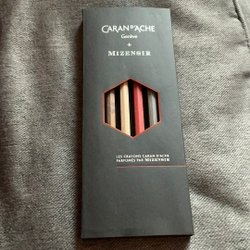 CARAN D'ACHE
Genève
+
MIZENSIR
LES CRAYONS CARAN D'ACHE
PARFUMÉS PAR MIZENSIR